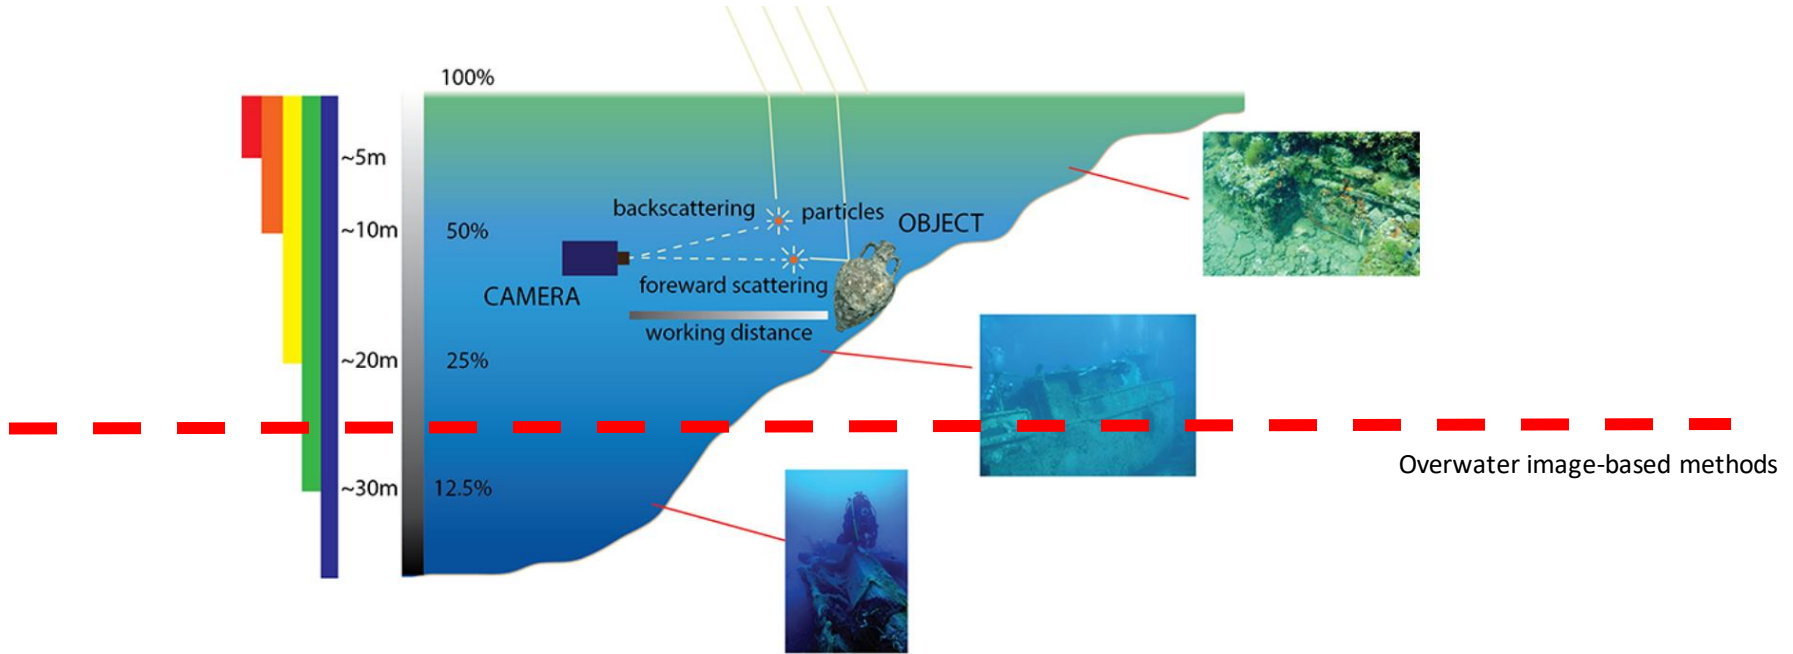 100%
~5m
~10m
50%
backscattering
particles
OBJECT
CAMERA
foreward scattering
working distance
~20m
25%
Overwater image-based methods
~30m
12.5%